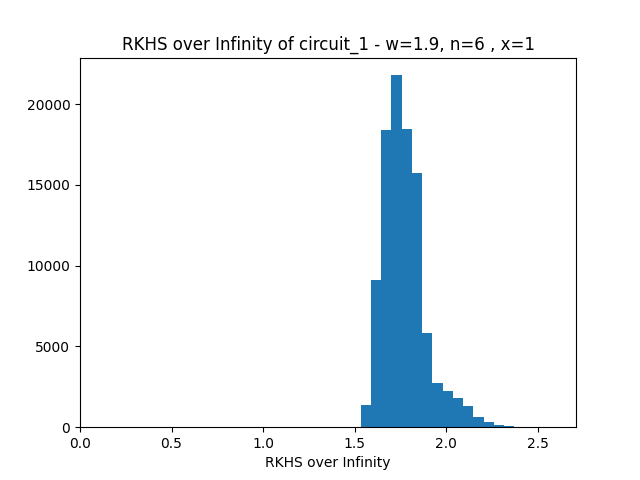 RKHS over Infinity of circuit_1 - w=1.9, n=6 , x=1
20000
15000
10000
5000
0
0.0 0.5 1.0 1.5 2.0 2.5
RKHS over Infinity